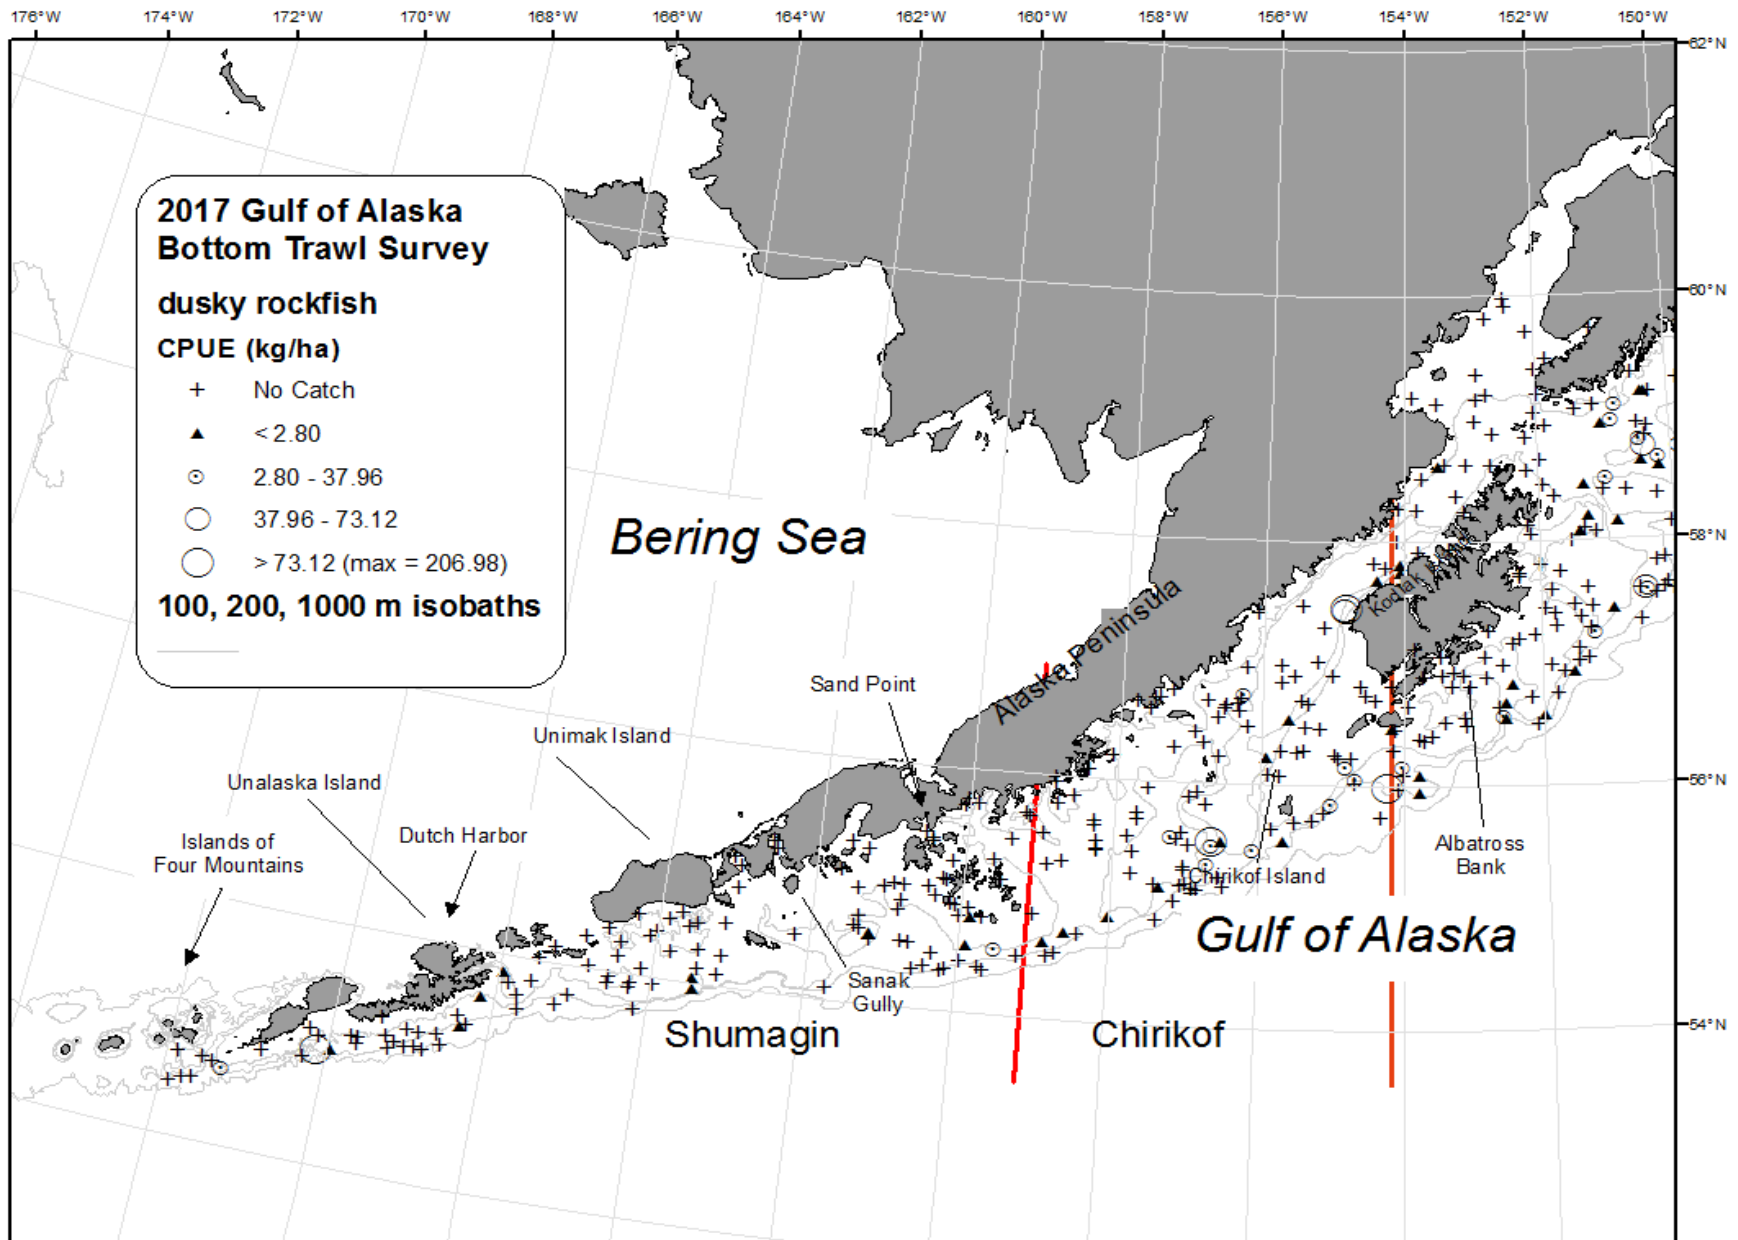 176°W 174°W 172°W 170°W 168°W 166°W 164°W 162°W 160°W 158°W 156°W 154°W 152°W 150°W
62°N
2017 Gulf of Alaska
Bottom Trawl Survey
dusky rockfish
CPUE (kg/ha)
No Catch
< 2.80
2.80 - 37.96
37.96 - 73.12
> 73.12 (max = 206.98)
100, 200, 1000 m isobaths
60°N
Bering Sea
58°N
Kodiak Island
Alaska Peninsula
Sand Point
Unimak Island
Unalaska Island
56°N
Dutch Harbor
Islands of
Four Mountains
Albatross
Bank
Chirikof Island
Gulf of Alaska
Sanak
Gully
Shumagin
Chirikof
54°N